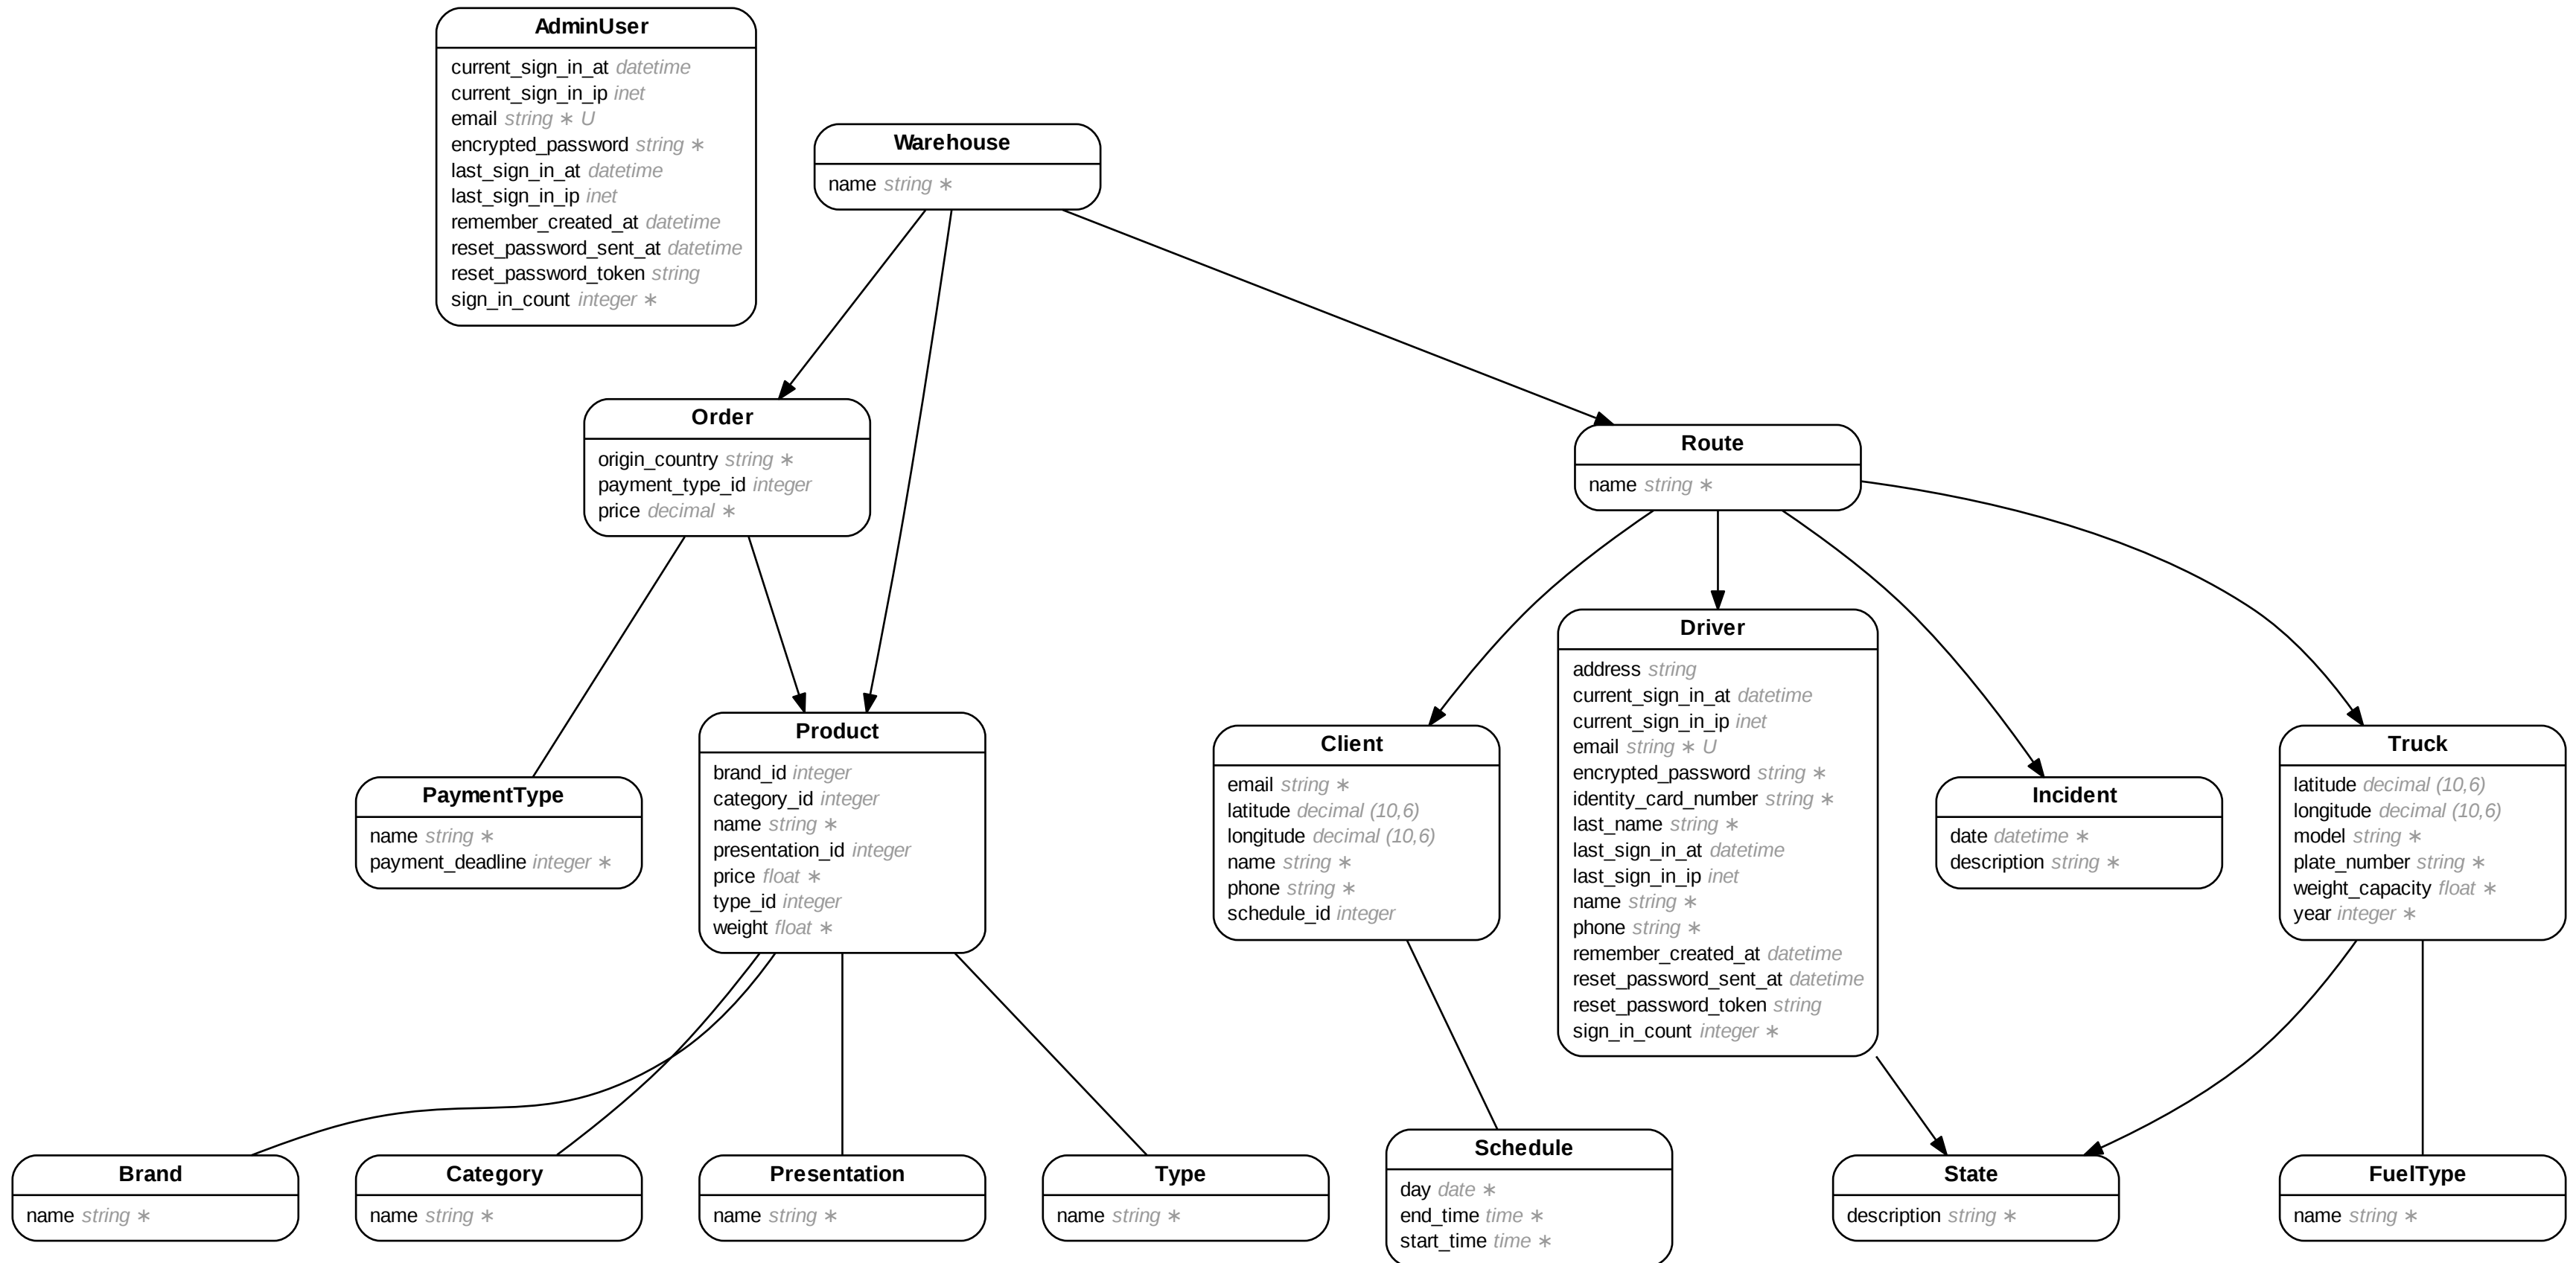 AdminUser
current_sign_in_at datetime
current_sign_in_ip inet
email string ∗ U
encrypted_password string ∗
last_sign_in_at datetime
last_sign_in_ip inet
remember_created_at datetime
reset_password_sent_at datetime
reset_password_token string
sign_in_count integer ∗
Warehouse
name string ∗
Order
origin_country string ∗
payment_type_id integer
price decimal ∗
Route
name string ∗
PaymentType
name string ∗
payment_deadline integer ∗
Product
brand_id integer
category_id integer
name string ∗
presentation_id integer
price float ∗
type_id integer
weight float ∗
Client
email string ∗
latitude decimal (10,6)
longitude decimal (10,6)
name string ∗
phone string ∗
schedule_id integer
Driver
address string
current_sign_in_at datetime
current_sign_in_ip inet
email string ∗ U
encrypted_password string ∗
identity_card_number string ∗
last_name string ∗
last_sign_in_at datetime
last_sign_in_ip inet
name string ∗
phone string ∗
remember_created_at datetime
reset_password_sent_at datetime
reset_password_token string
sign_in_count integer ∗
Incident
date datetime ∗
description string ∗
Truck
latitude decimal (10,6)
longitude decimal (10,6)
model string ∗
plate_number string ∗
weight_capacity float ∗
year integer ∗
Brand
name string ∗
Category
name string ∗
Presentation
name string ∗
Type
name string ∗
Schedule
day date ∗
end_time time ∗
start_time time ∗
State
description string ∗
FuelType
name string ∗